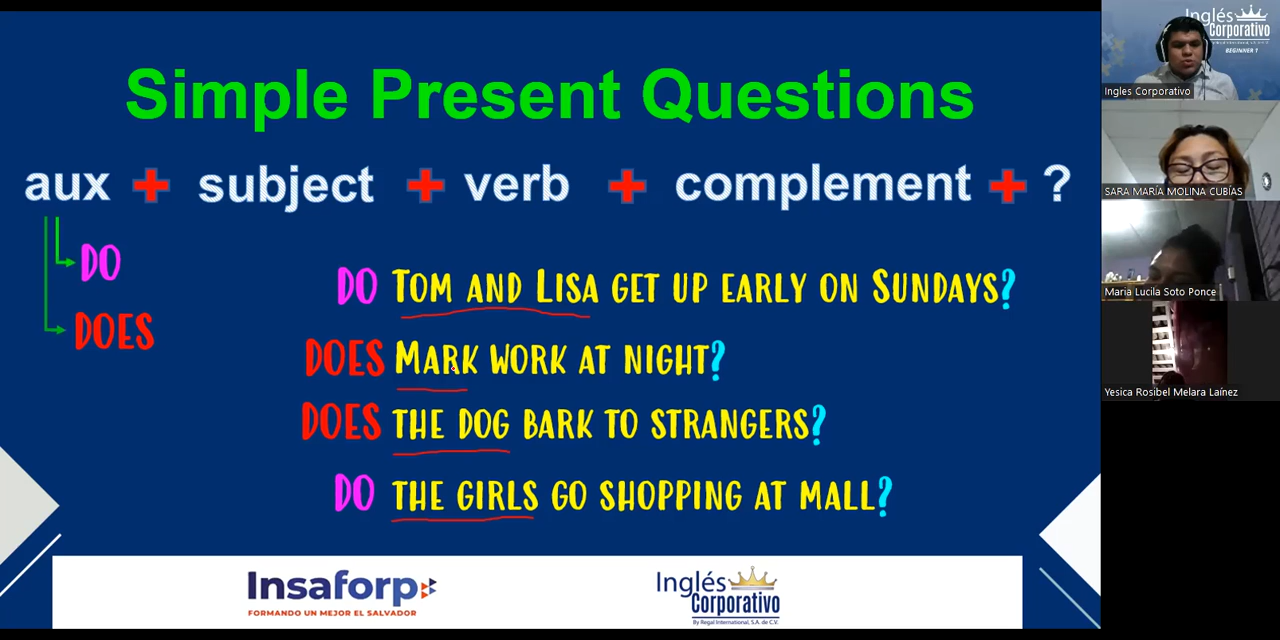 Simple Present Questions
aux + subject + verb + complement + ?
DO
DOES
DO TOM AND LISA GET UP EARLY ON SUNDAYS?
DOES MARK WORK AT NIGHT?
DOES THE DOG BARK TO STRANGERS?
DO THE GIRLS GO SHOPPING AT MALL?
Insaforp
FORMANDO UN MEJOR EL SALVADOR
Inglés
Corporativo
By Regal International, S.A. de C.V.
Inglés
Corporativo
BEGINNER 1
Ingles Corporativo
SARA MARÍA MOLINA CUBÍAS
Maria Lucila Soto Ponce
Yesica Rosibel Melara Laínez